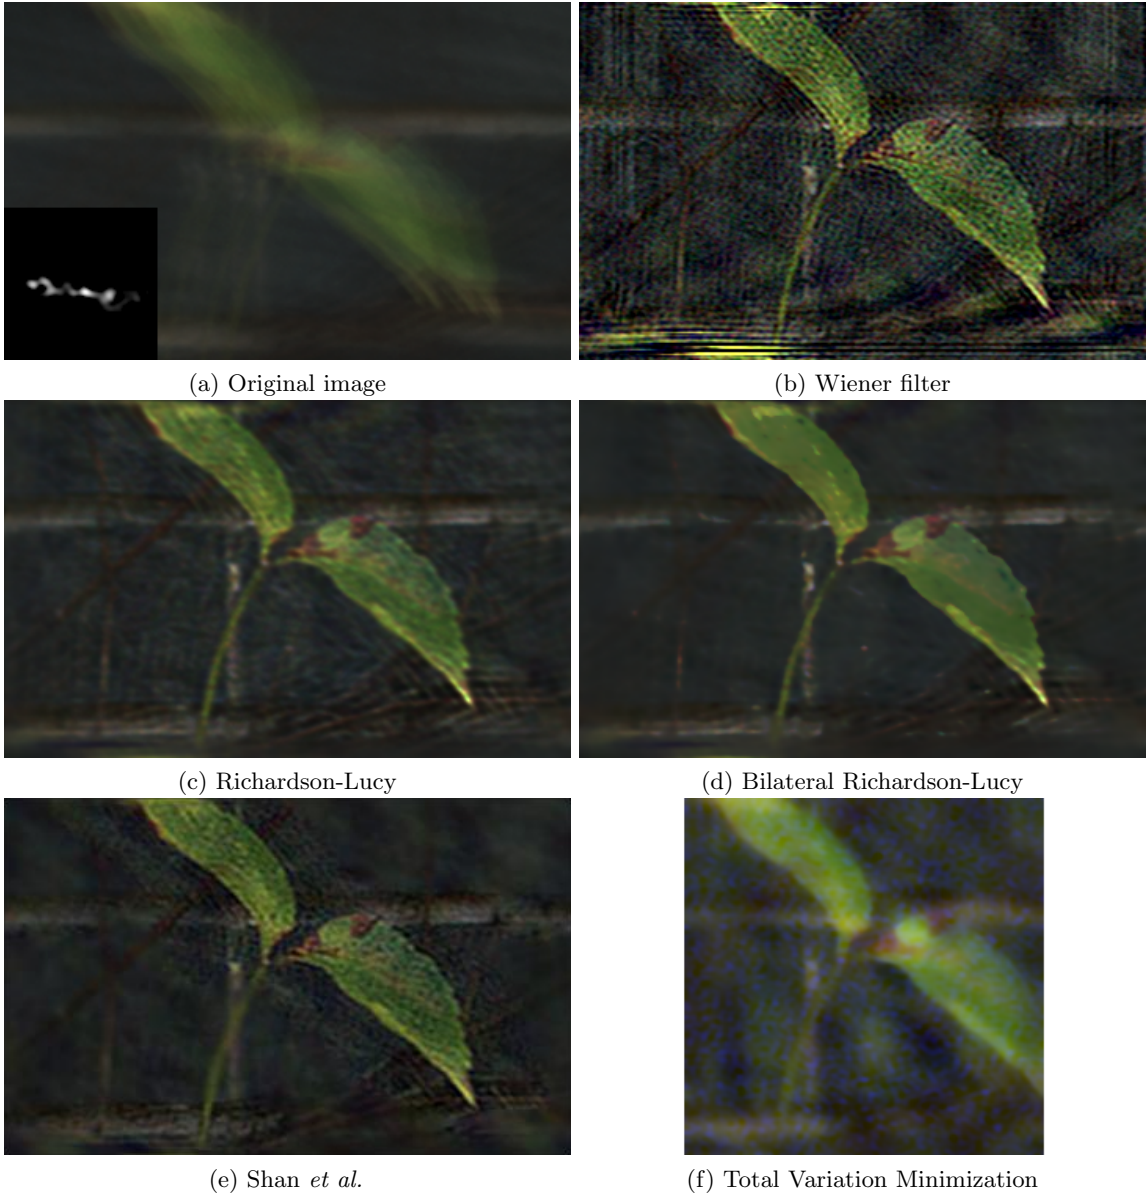 (a) Original image
(b) Wiener filter
(c) Richardson-Lucy
(d) Bilateral Richardson-Lucy
(e) Shan et al.
(f) Total Variation Minimization